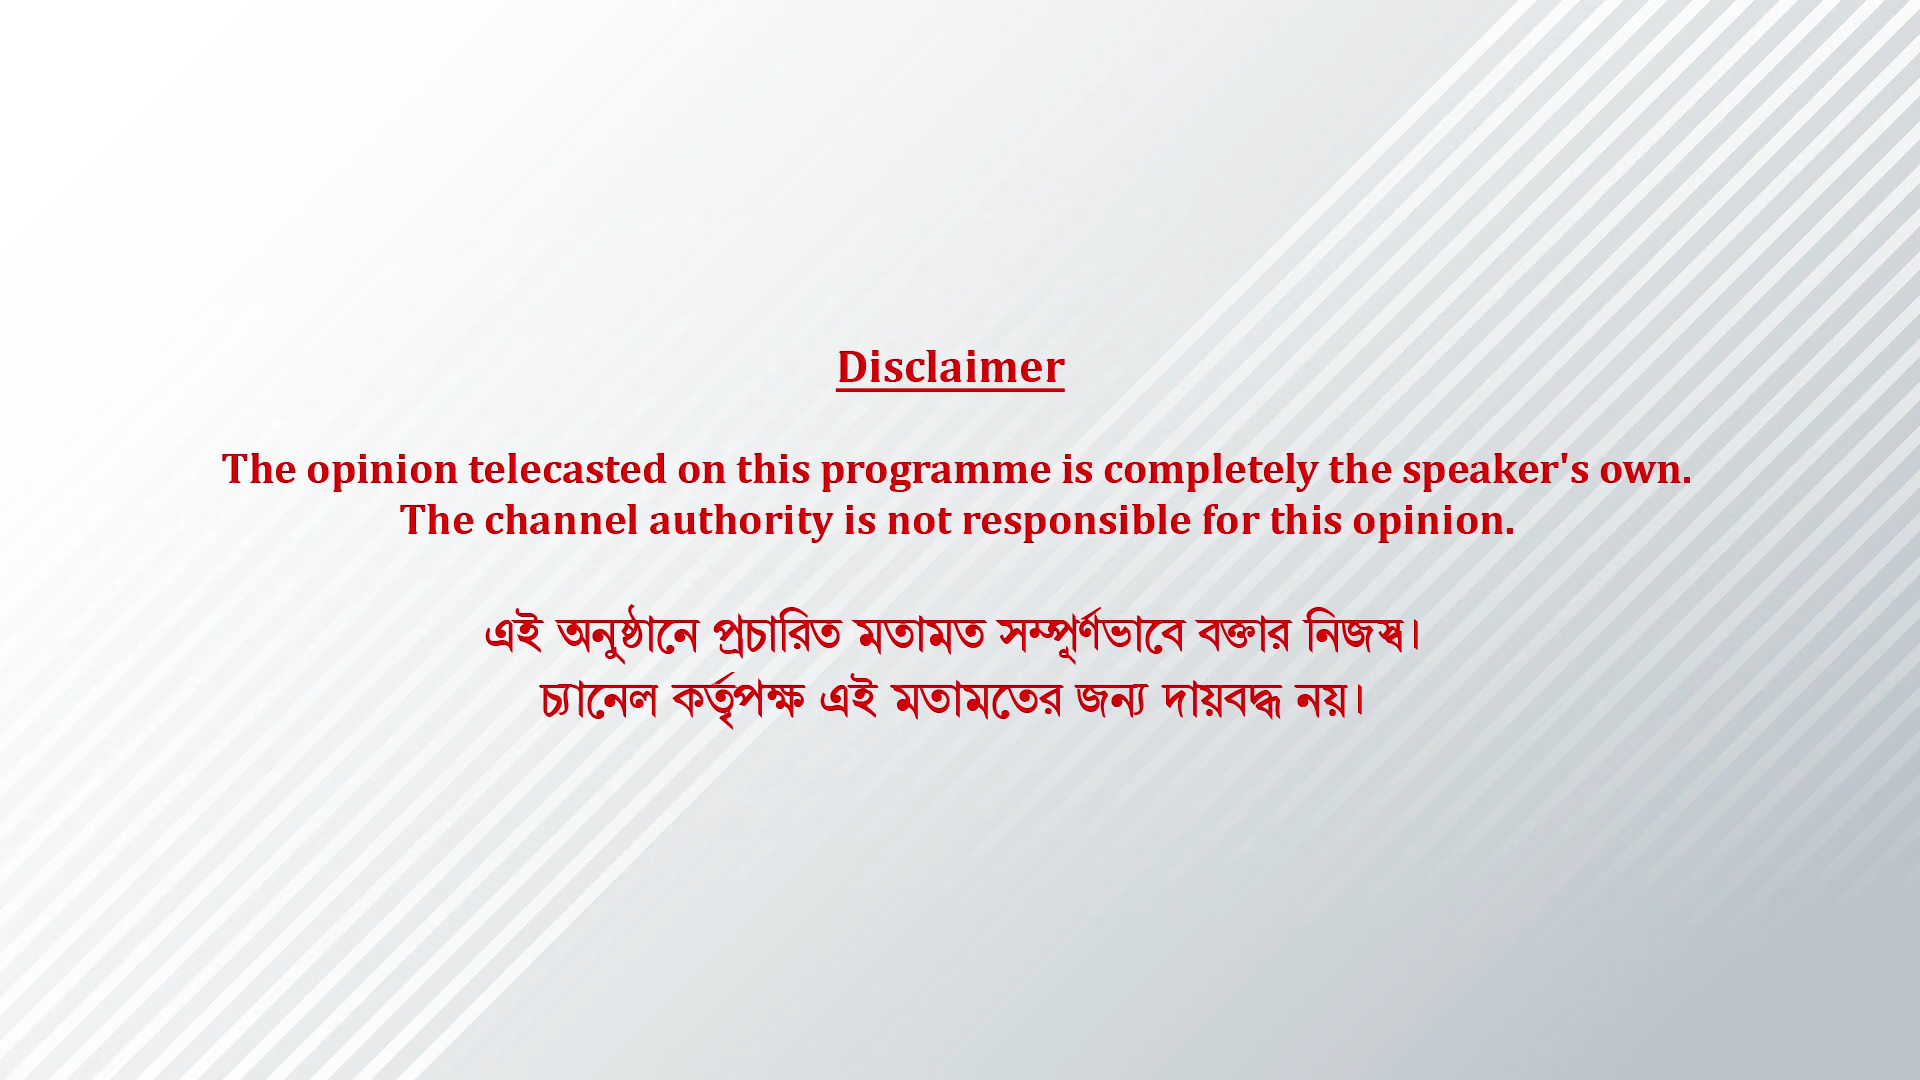 Disclaimer
The opinion telecasted on this programme is completely the speaker's own.
The channel authority is not responsible for this opinion.
এই অনুষ্ঠানে প্রচারিত মতামত সম্পূর্ণভাবে বক্তার নিজস্ব।
চ্যানেল কর্তৃপক্ষ এই মতামতের জন্য দায়বদ্ধ নয়।